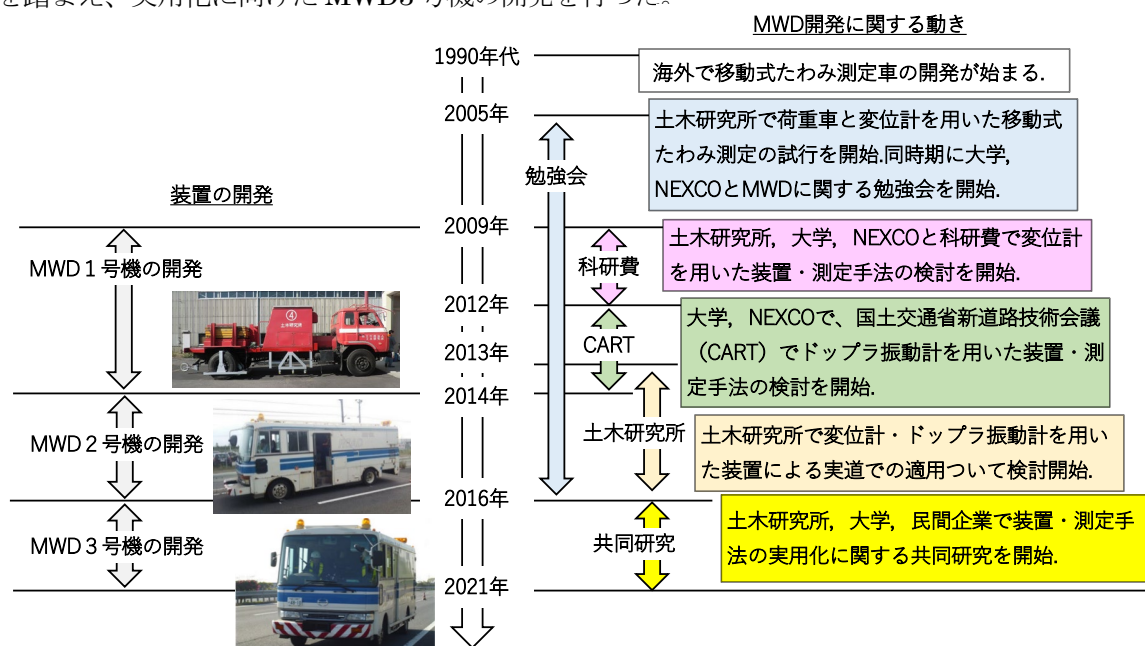 を踏まえ、実用化に向けた MWD3 号機の開発を行った。
MWD開発に関する動き
1990年代
海外で移動式たわみ測定車の開発が始まる.
2005年
土木研究所で荷重車と変位計を用いた移動式
たわみ測定の試行を開始.同時期に大学,
NEXCOとMWDに関する勉強会を開始.
勉強会
装置の開発
2009年
土木研究所，大学，NEXCOと科研費で変位計
を用いた装置・測定手法の検討を開始.
科研費
MWD１号機の開発
④
土木研究所
2012年
大学，NEXCOで、国土交通省新道路技術会議
（CART）でドップラ振動計を用いた装置・測
定手法の検討を開始.
CART
2013年
2014年
MWD２号機の開発
土木研究所
土木研究所で変位計・ドップラ振動計を用い
た装置による実道での適用ついて検討開始.
2016年
土木研究所，大学，民間企業で装置・測定手
法の実用化に関する共同研究を開始.
共同研究
MWD３号機の開発
2021年